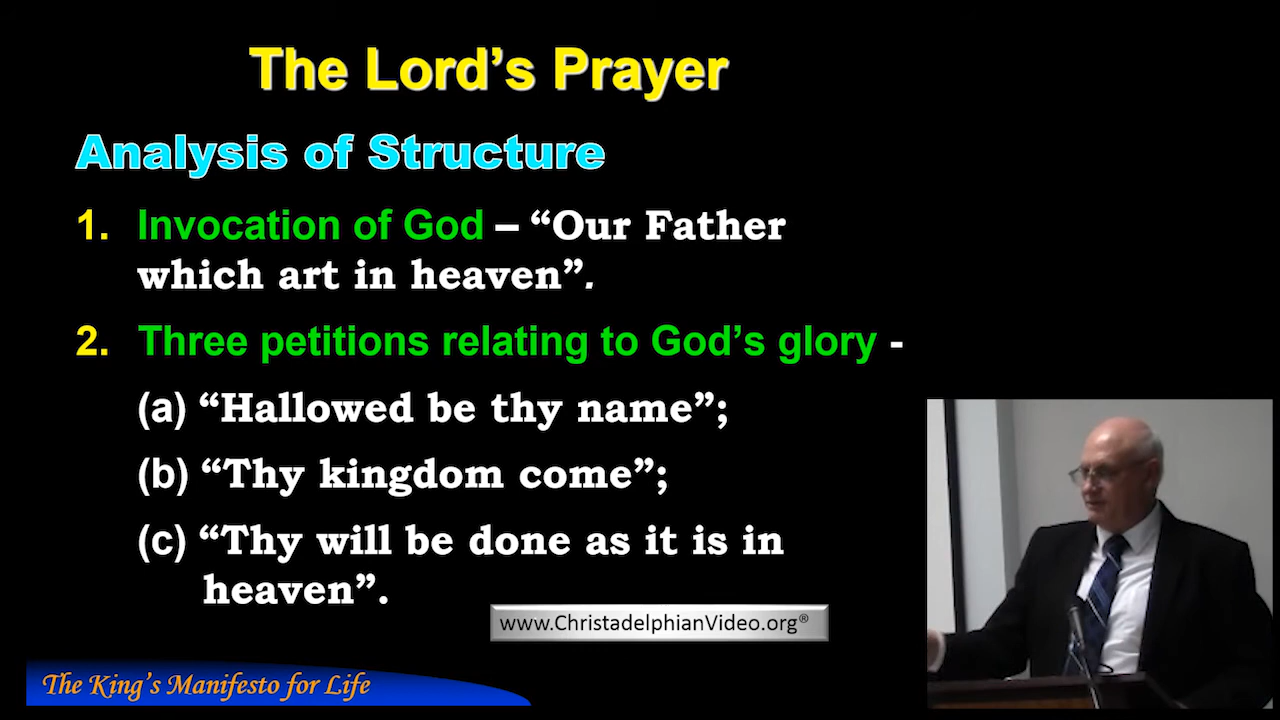 The Lord’s Prayer
Analysis of Structure
1. Invocation of God – “Our Father
which art in heaven”.
2. Three petitions relating to God’s glory -
(a) “Hallowed be thy name”;
(b) “Thy kingdom come”;
(c) “Thy will be done as it is in
heaven”.
www.ChristadelphianVideo.org®
The King’s Manifesto for Life